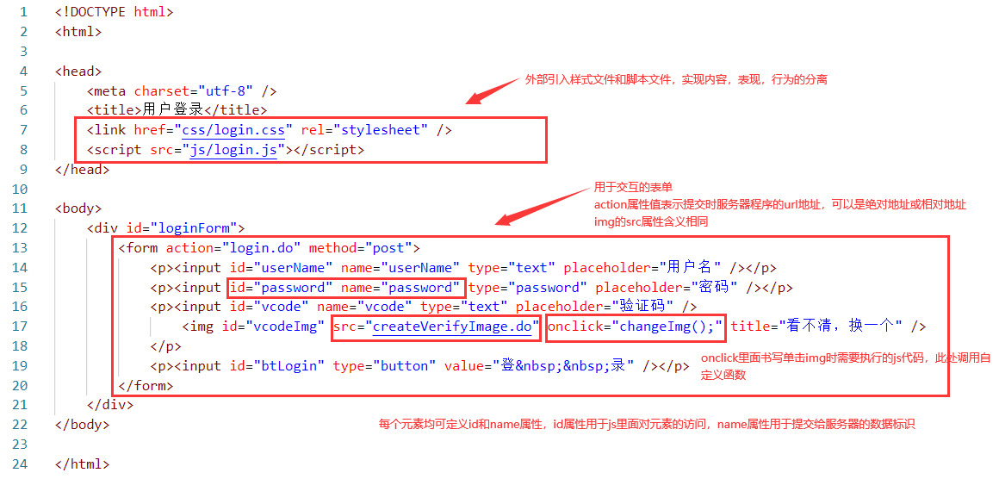 1 <!DOCTYPE html>
2 <html>
3
4 <head>
5 <meta charset="utf-8" />
外部引入样式文件和脚本文件，实现内容，表现，行为的分离
6 <title>用户登录</title>
7 <link href="css/login.css" rel="stylesheet" />
8 <script src="js/login.js"></script>
9 </head>
10
用于交互的表单
action属性值表示提交时服务器程序的url地址，可以是绝对地址或相对地址
img的src属性含义相同
11 <body>
12 <div id="loginForm">
13 <form action="login.do" method="post">
14 <p><input id="userName" name="userName" type="text" placeholder="用户名" /></p>
15 <p><input id="password" name="password" type="password" placeholder="密码" /></p>
16 <p><input id="vcode" name="vcode" type="text" placeholder="验证码" />
17 <img id="vcodeImg" src="createVerifyImage.do" onclick="changeImg();" title="看不清，换一个" />
18 </p>
onclick里面书写单击img时需要执行的js代码，此处调用自
定义函数
19 <p><input id="btLogin" type="button" value="登&nbsp;&nbsp;录" /></p>
20 </form>
21 </div>
22 </body>
每个元素均可定义id和name属性，id属性用于js里面对元素的访问，name属性用于提交给服务器的数据标识
23
24 </html>